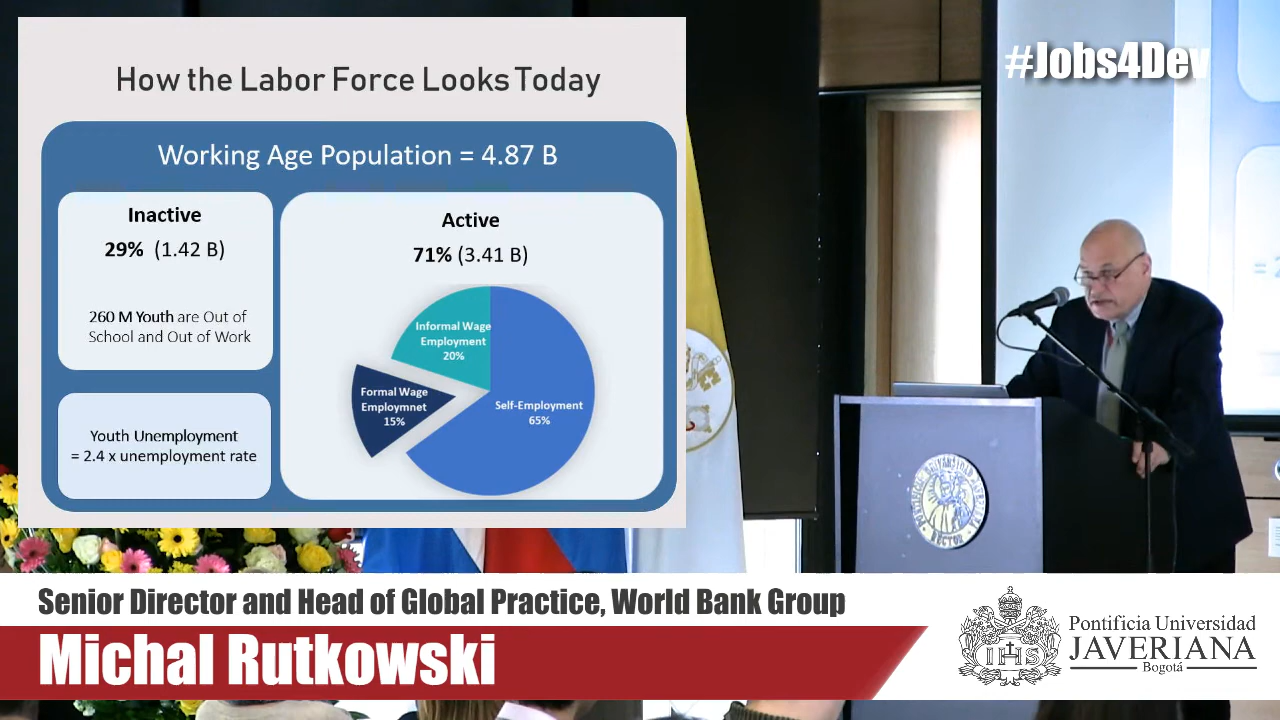 #Jobs4Dev
How the Labor Force Looks Today
Working Age Population = 4.87 B
Inactive
29% (1.42 B)
260 M Youth are Out of
School and Out of Work
Youth Unemployment
= 2.4 x unemployment rate
Active
71% (3.41 B)
Informal Wage
Employment
20%
Formal Wage
Employmnet
15%
Self-Employment
65%
Senior Director and Head of Global Practice, World Bank Group
Michal Rutkowski
IHS
Pontificia Universidad
JAVERIANA
Bogotá